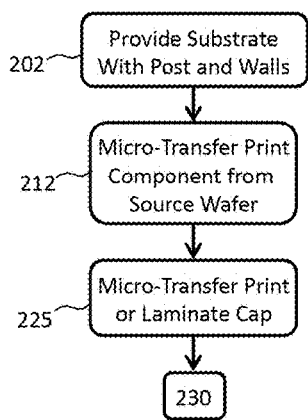 202
Provide Substrate
With Post and Walls
212
Micro-Transfer Print
Component from
Source Wafer
225
Micro-Transfer Print
or Laminate Cap
230